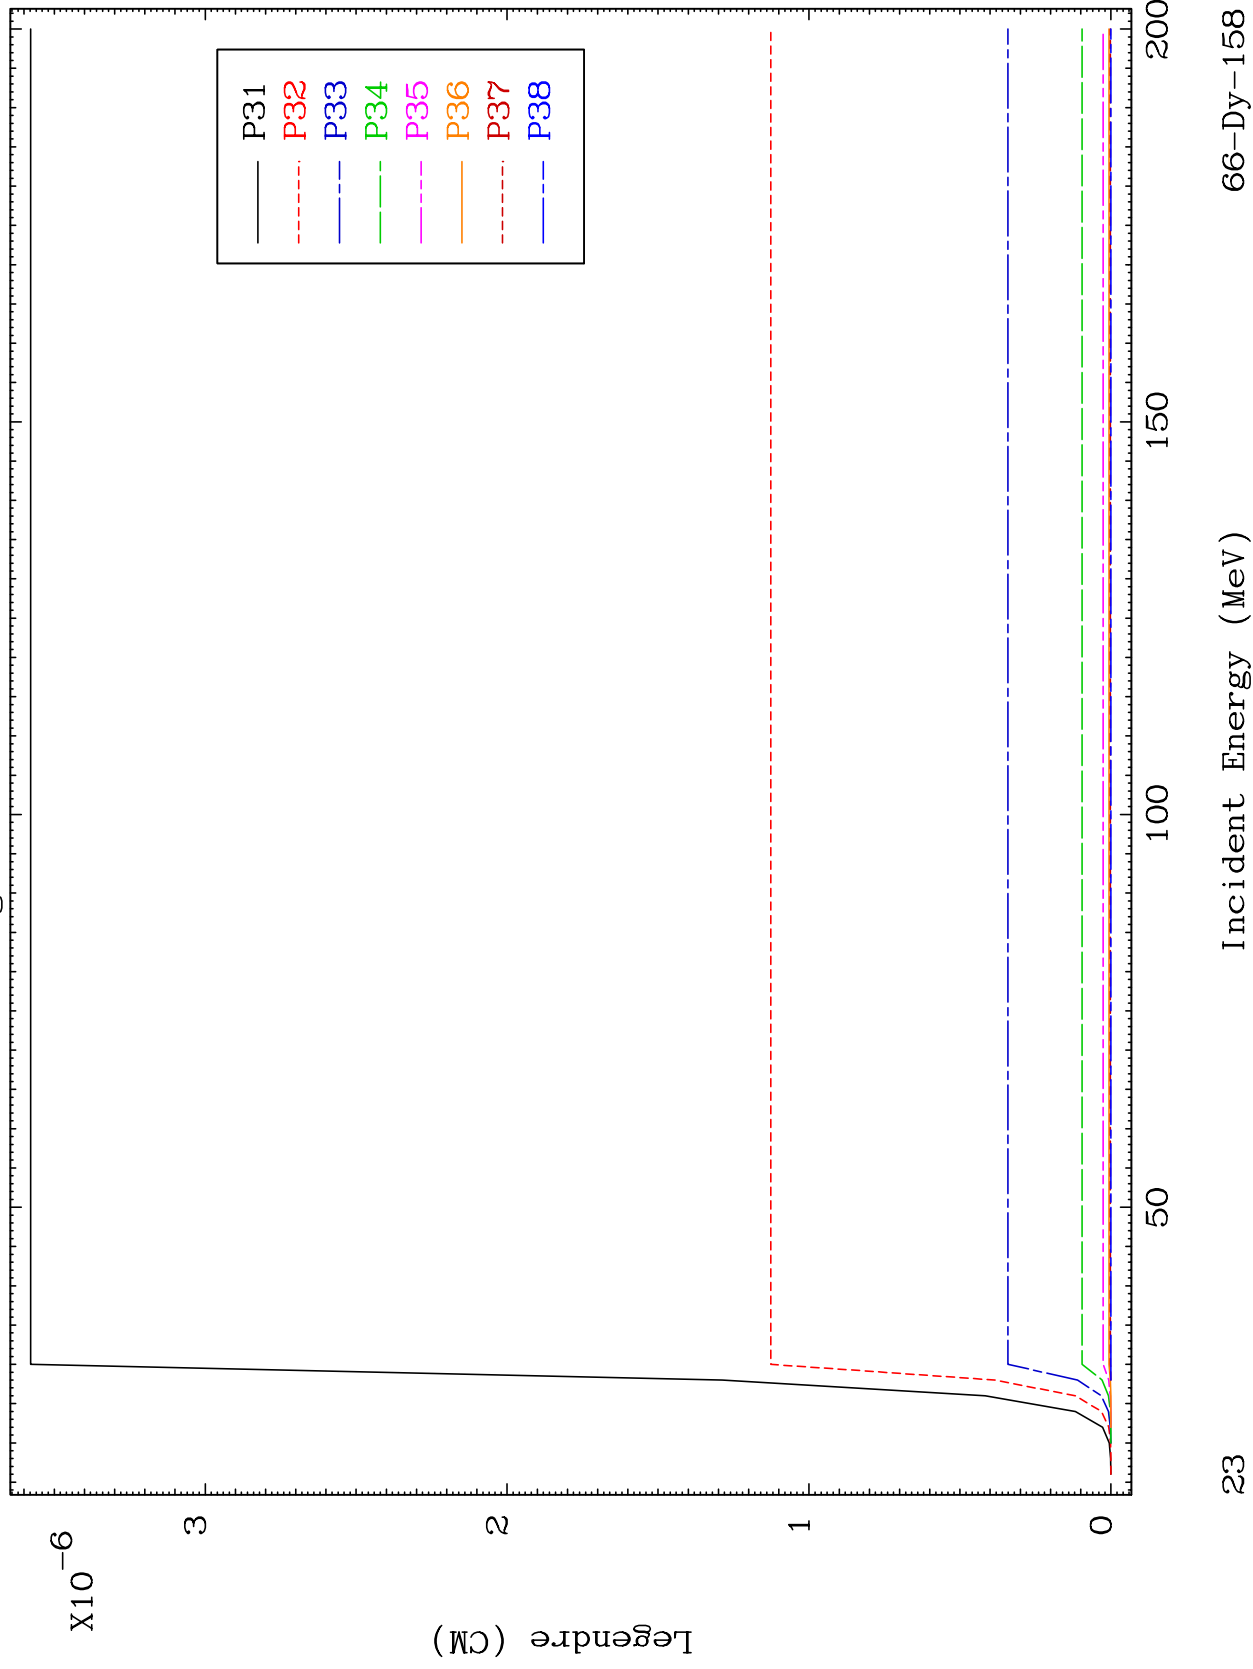 X10⁻⁶
Legendre (CM)
3
2
1
0
P31
P32
P33
P34
P35
P36
P37
P38
50
100
150
200
Incident Energy (MeV)
23
66-Dy-158